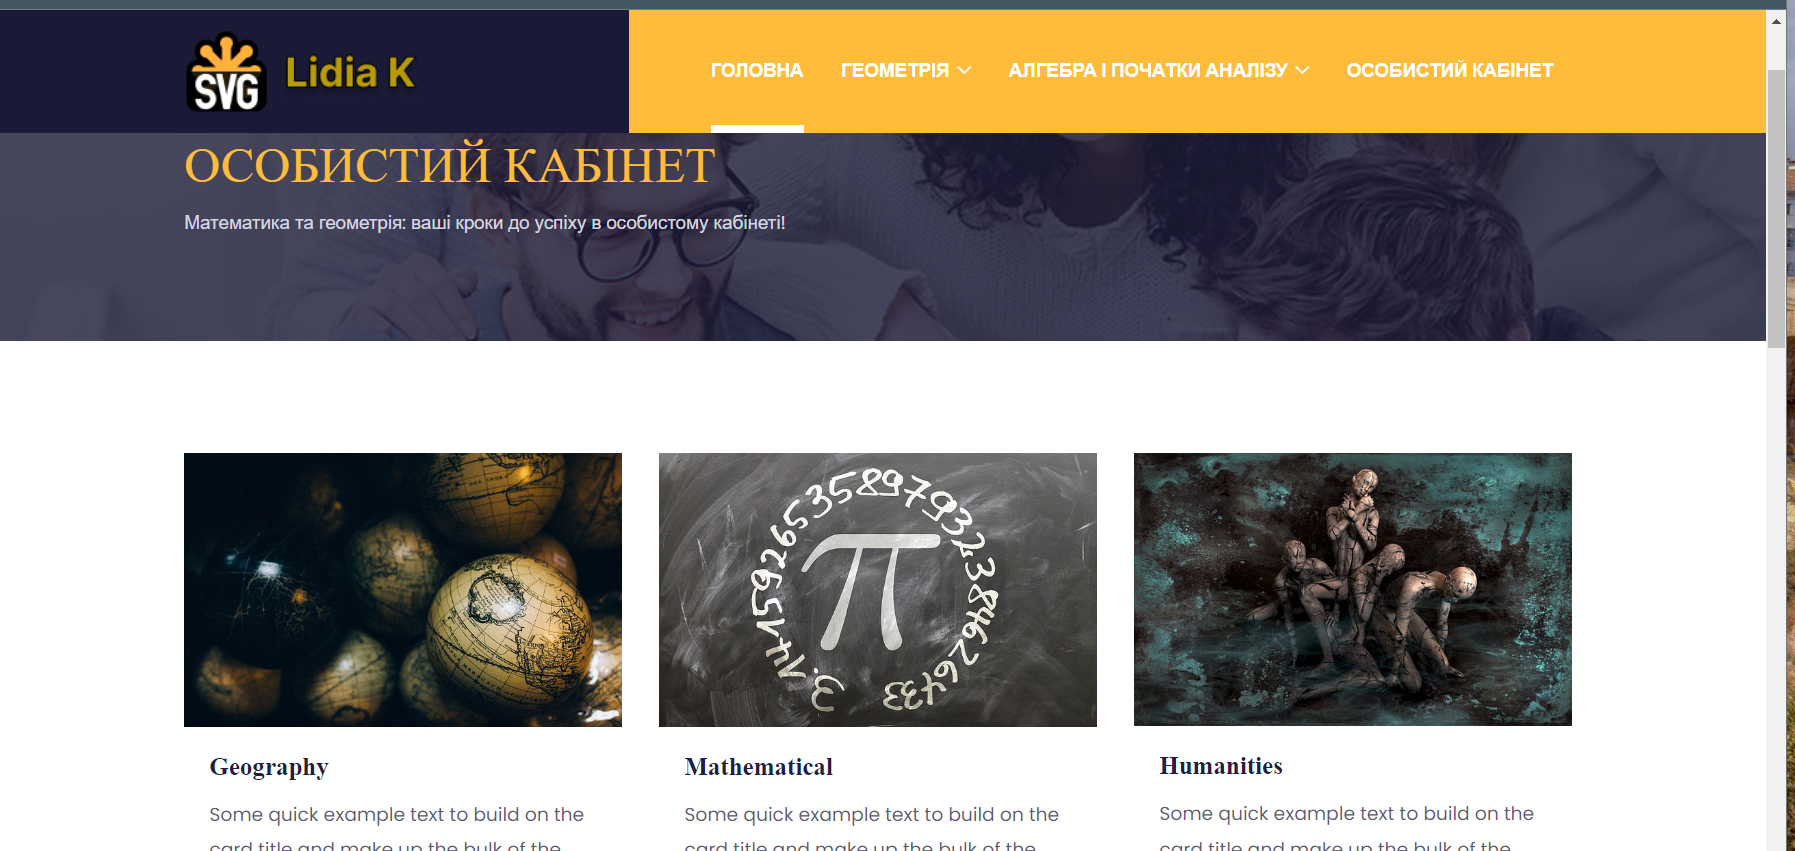 SVG Lidia K
ГОЛОВНА ГЕОМЕТРІЯ АЛГЕБРА І ПОЧАТКИ АНАЛІЗУ ОСОБИСТИЙ КАБІНЕТ
ОСОБИСТИЙ КАБІНЕТ
Математика та геометрія: ваші кроки до успіху в особистому кабінеті!
3.1415926535897932384626433
π
Geography
Some quick example text to build on the
card title and make up the bulk of the
Mathematical
Some quick example text to build on the
card title and make up the bulk of the
Humanities
Some quick example text to build on the
card title and make up the bulk of the